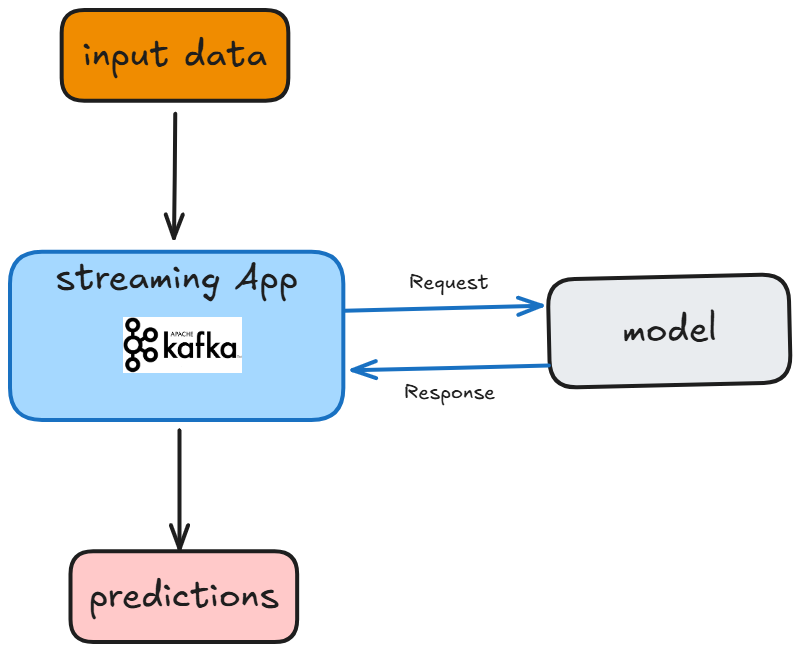 input data
streaming App
APACHE
kafka
Request
model
Response
predictions